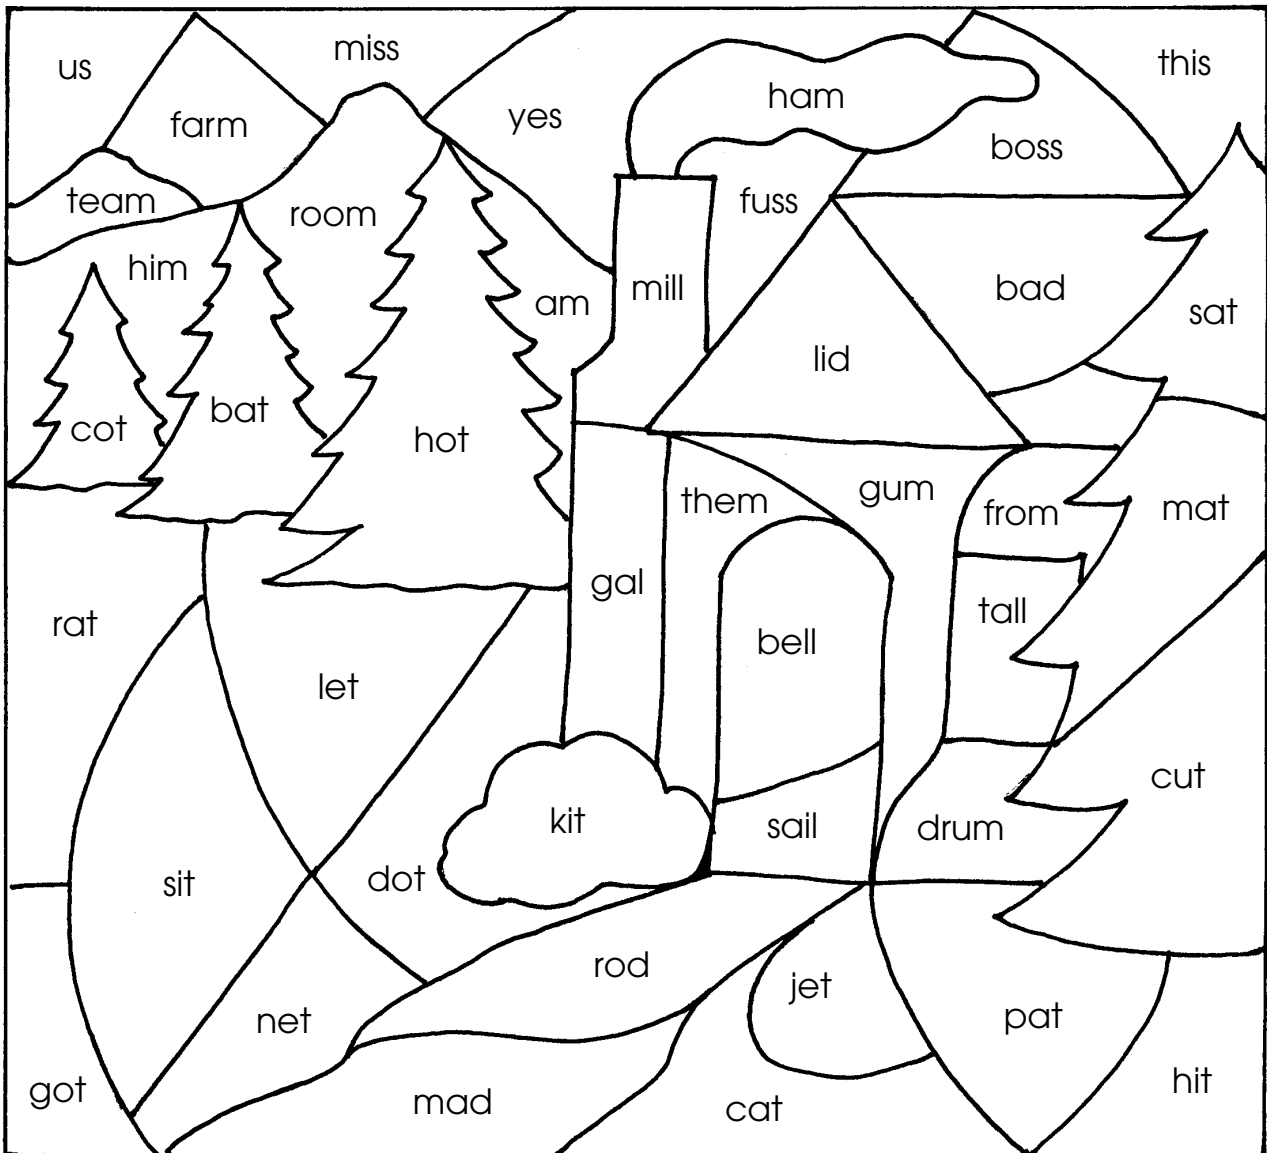 us
miss
this
farm
yes
ham
boss
team
room
fuss
him
am
mill
bad
sat
lid
cot
bat
hot
them
gum
from
mat
gal
tall
rat
bell
let
cut
kit
sail
drum
sit
dot
rod
jet
net
pat
got
mad
cat
hit